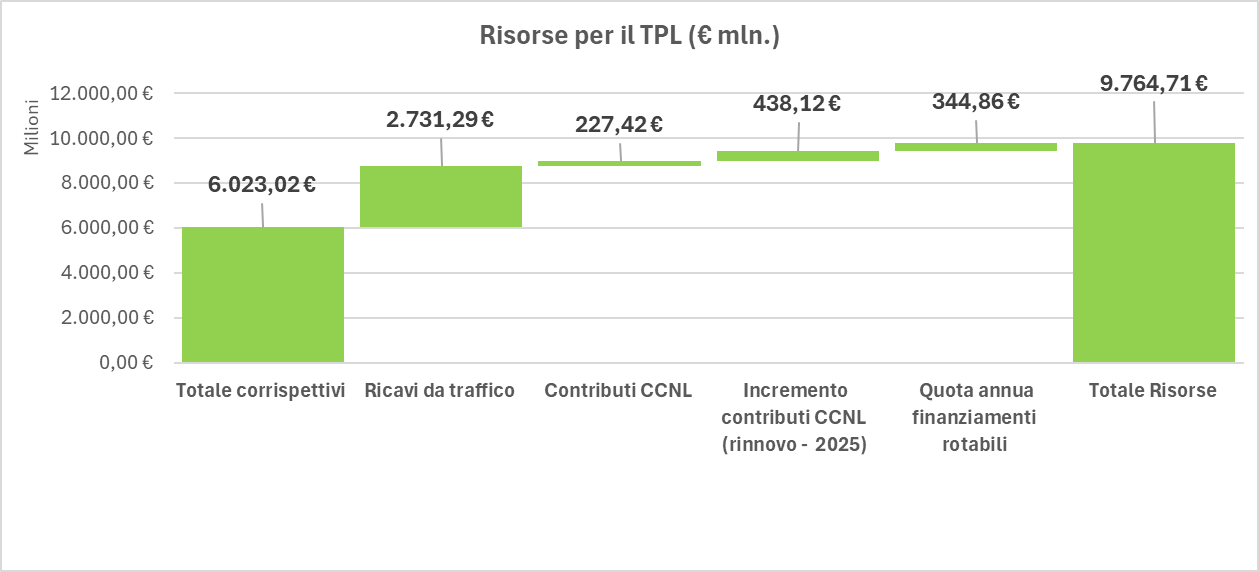 Risorse per il TPL (€ mln.)
Milioni
12.000,00 €
10.000,00 €
8.000,00 €
6.000,00 €
4.000,00 €
2.000,00 €
0,00 €
6.023,02 €
2.731,29 €
227,42 €
438,12 €
344,86 €
9.764,71 €
Totale corrispettivi
Ricavi da traffico
Contributi CCNL
Incremento
contributi CCNL
(rinnovo - 2025)
Quota annua
finanziamenti
rotabili
Totale Risorse